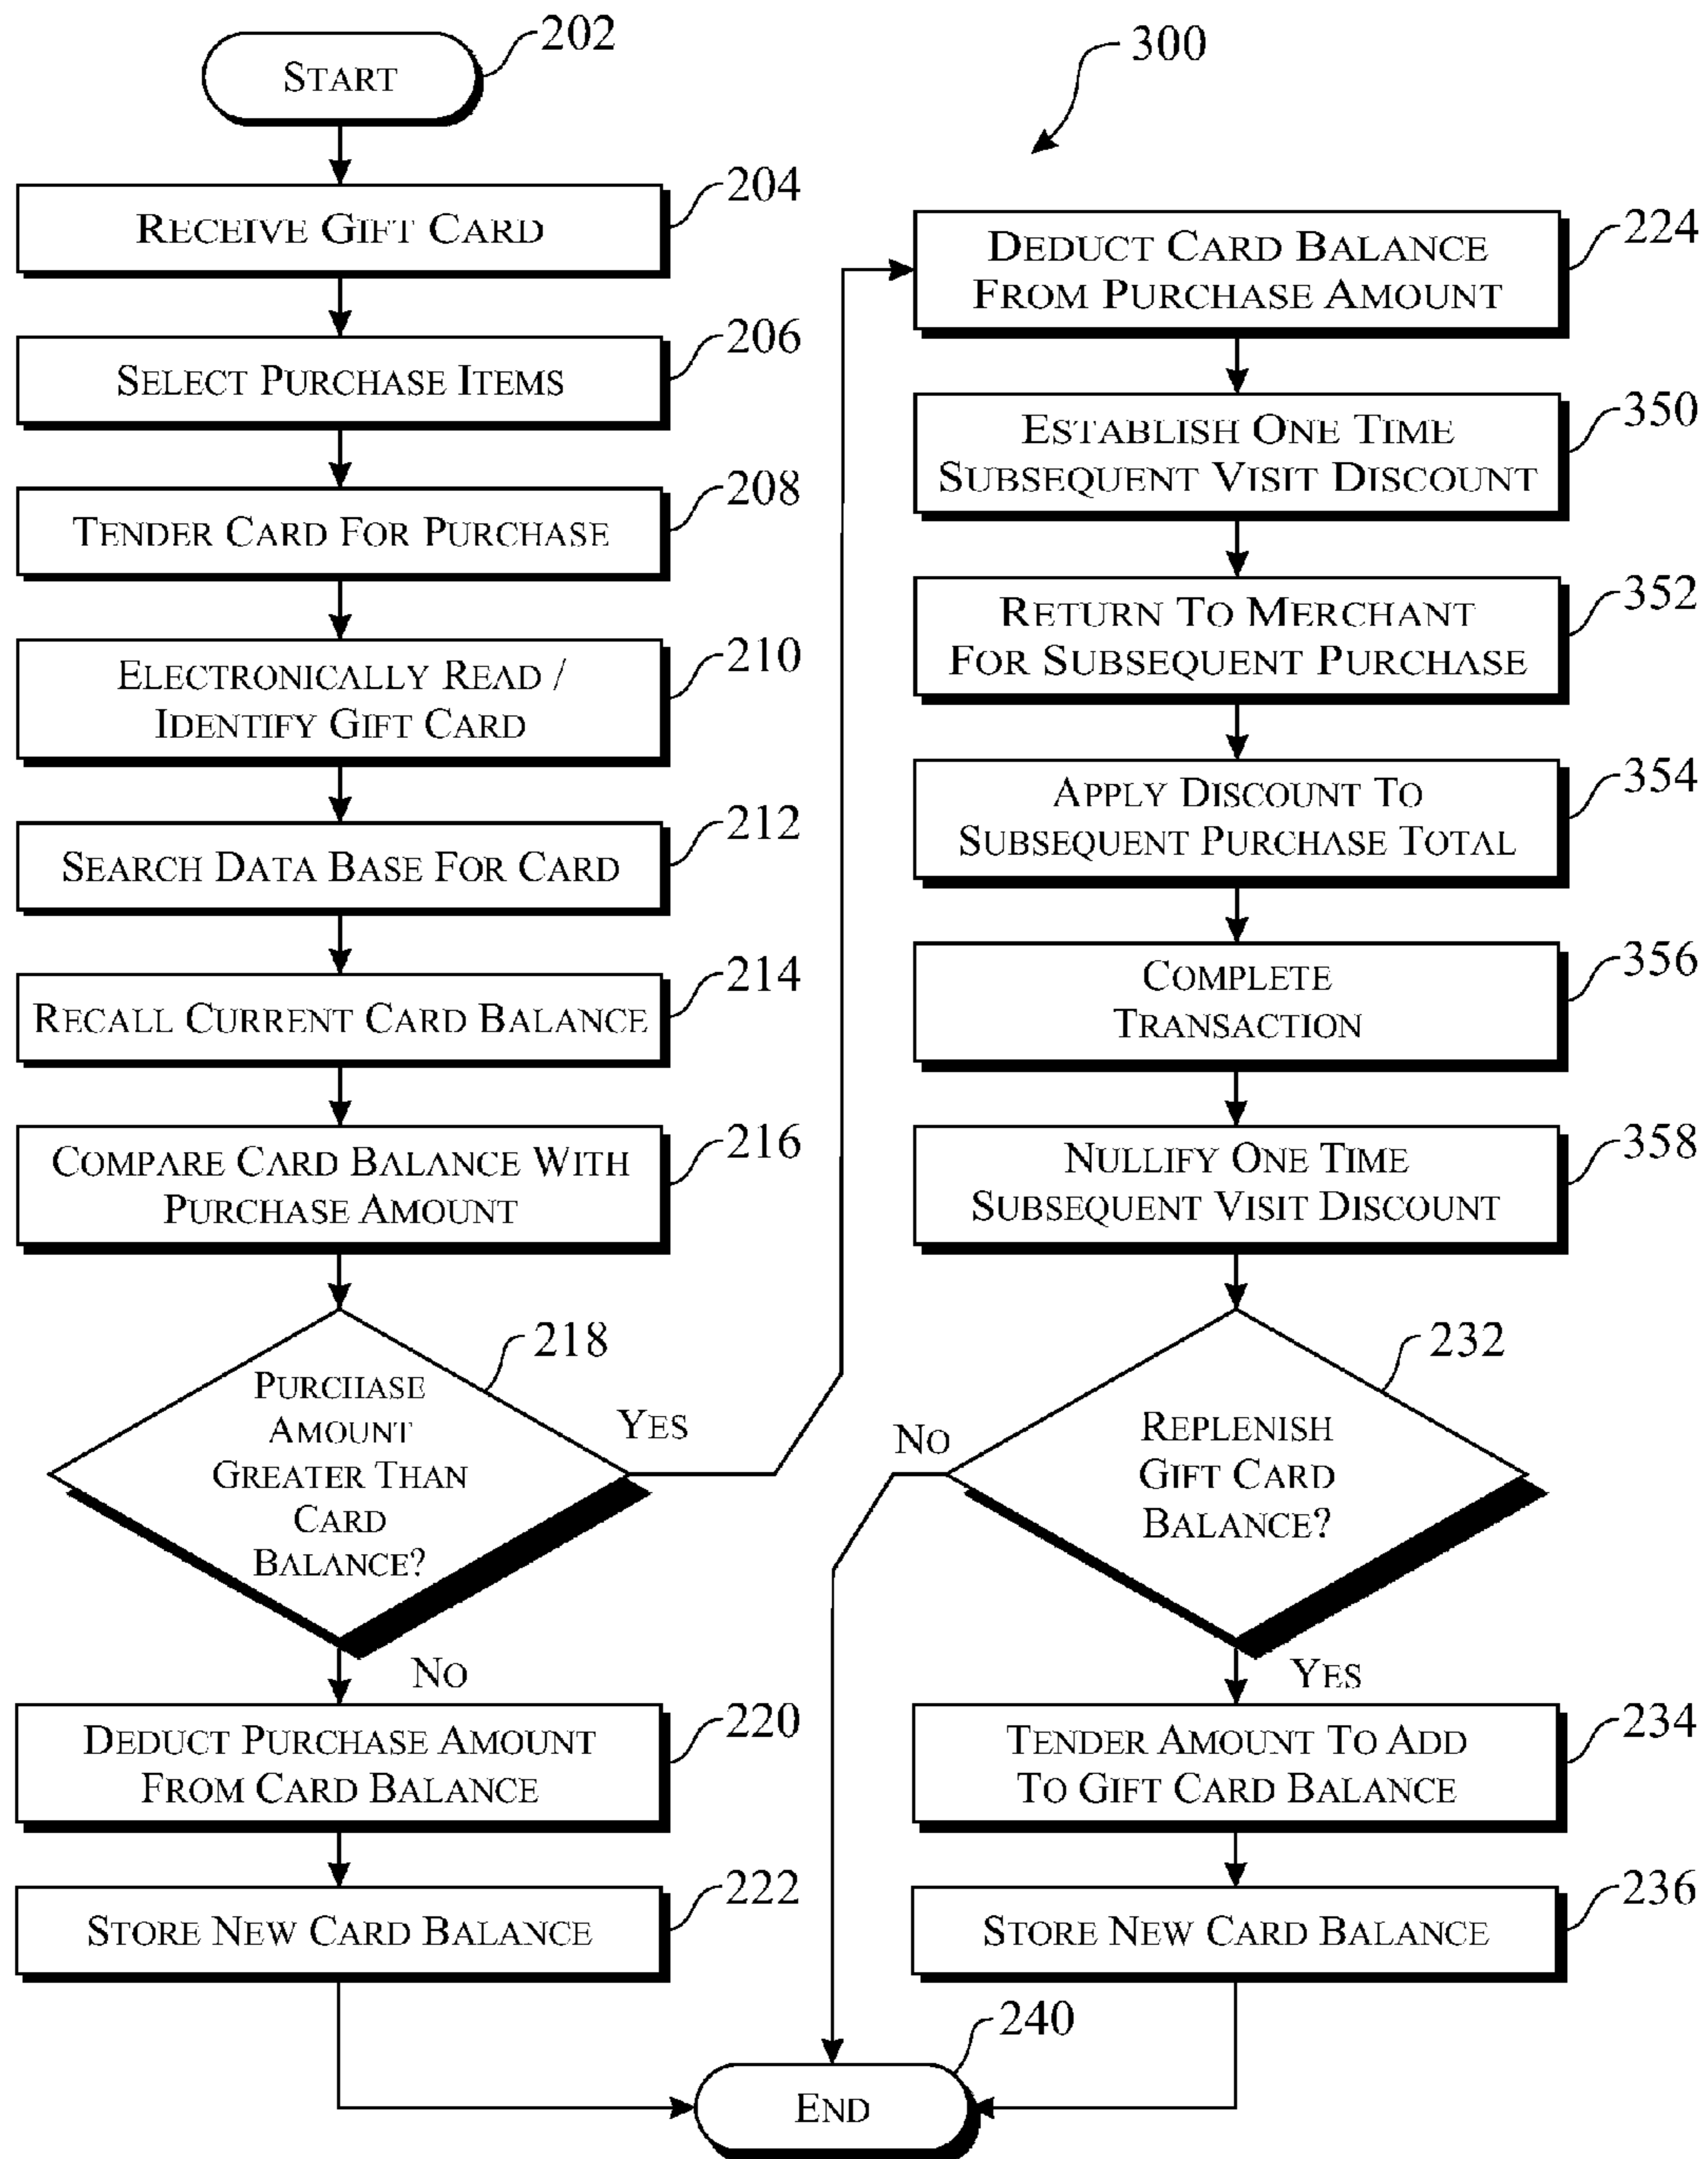 START
202
RECEIVE GIFT CARD
204
SELECT PURCHASE ITEMS
206
TENDER CARD FOR PURCHASE
208
ELECTRONICALLY READ /
IDENTIFY GIFT CARD
210
SEARCH DATA BASE FOR CARD
212
RECALL CURRENT CARD BALANCE
214
COMPARE CARD BALANCE WITH
PURCHASE AMOUNT
216
PURCHASE
AMOUNT
GREATER THAN
CARD
BALANCE?
218
YES
NO
DEDUCT PURCHASE AMOUNT
FROM CARD BALANCE
220
STORE NEW CARD BALANCE
222
300
DEDUCT CARD BALANCE
FROM PURCHASE AMOUNT
224
ESTABLISH ONE TIME
SUBSEQUENT VISIT DISCOUNT
350
RETURN TO MERCHANT
FOR SUBSEQUENT PURCHASE
352
APPLY DISCOUNT TO
SUBSEQUENT PURCHASE TOTAL
354
COMPLETE
TRANSACTION
356
NULLIFY ONE TIME
SUBSEQUENT VISIT DISCOUNT
358
REPLENISH
GIFT CARD
BALANCE?
232
NO
YES
TENDER AMOUNT TO ADD
TO GIFT CARD BALANCE
234
STORE NEW CARD BALANCE
236
END
240